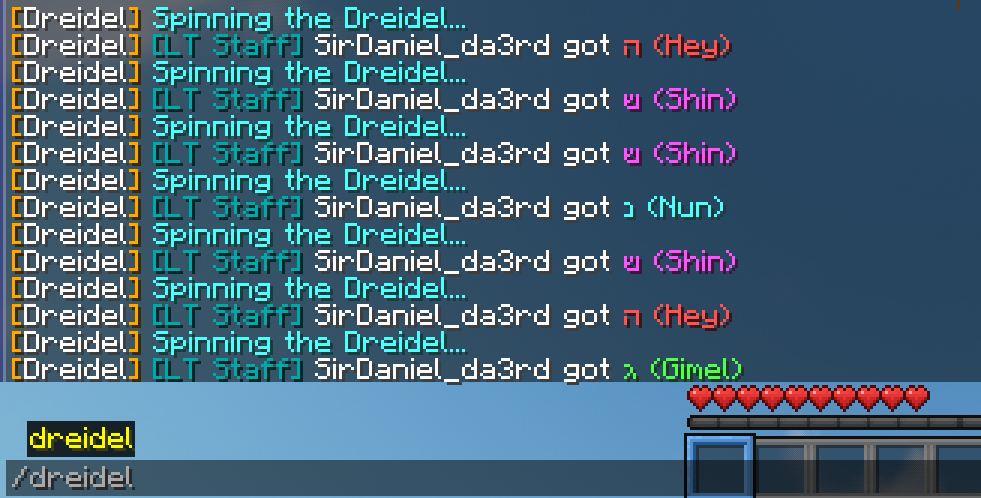 [Dreidel] Spinning the Dreidel...
[Dreidel] [LT Staff] SirDaniel_da3rd got ה (Hey)
[Dreidel] Spinning the Dreidel...
[Dreidel] [LT Staff] SirDaniel_da3rd got ש (Shin)
[Dreidel] Spinning the Dreidel...
[Dreidel] [LT Staff] SirDaniel_da3rd got ש (Shin)
[Dreidel] Spinning the Dreidel...
[Dreidel] [LT Staff] SirDaniel_da3rd got נ (Nun)
[Dreidel] Spinning the Dreidel...
[Dreidel] [LT Staff] SirDaniel_da3rd got ש (Shin)
[Dreidel] Spinning the Dreidel...
[Dreidel] [LT Staff] SirDaniel_da3rd got ה (Hey)
[Dreidel] Spinning the Dreidel...
[Dreidel] [LT Staff] SirDaniel_da3rd got ג (Gimel)
dreidel
/dreidel